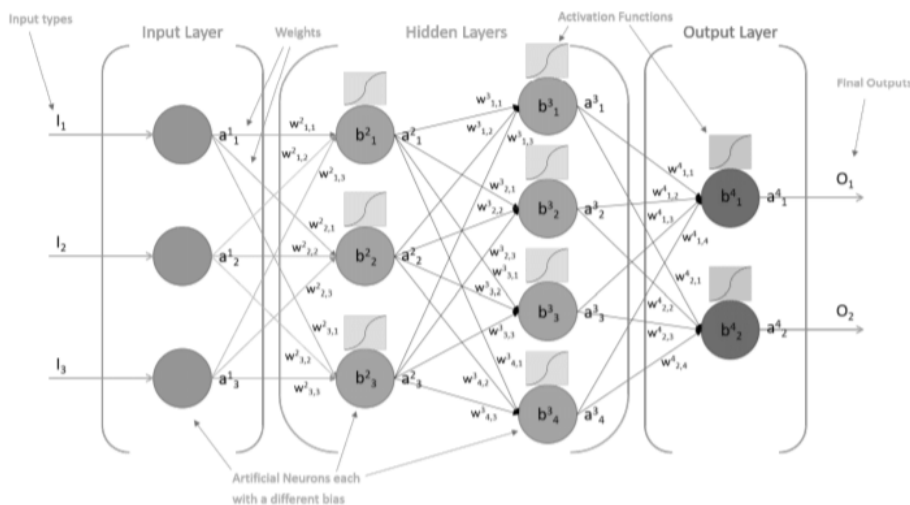 Input types
Input Layer
Weights
Hidden Layers
Activation Functions
Output Layer
Final Outputs
I₁
a¹₁
w²₁,₁
w²₁,₂
w²₁,₃
b²₁
a²₁
w³₁,₁
w³₁,₂
w³₁,₃
b³₁
a³₁
I₂
a¹₂
w²₂,₁
w²₂,₂
w²₂,₃
b²₂
a²₂
w³₂,₁
w³₂,₂
w³₂,₃
b³₂
a³₂
I₃
a¹₃
w²₃,₁
w²₃,₂
w²₃,₃
b²₃
a²₃
w³₃,₁
w³₃,₂
w³₃,₃
b³₃
a³₃
w³₄,₁
w³₄,₂
w³₄,₃
b³₄
a³₄
w⁴₁,₁
w⁴₁,₂
w⁴₁,₃
w⁴₁,₄
b⁴₁
a⁴₁
O₁
w⁴₂,₁
w⁴₂,₂
w⁴₂,₃
w⁴₂,₄
b⁴₂
a⁴₂
O₂
Artificial Neurons each
with a different bias